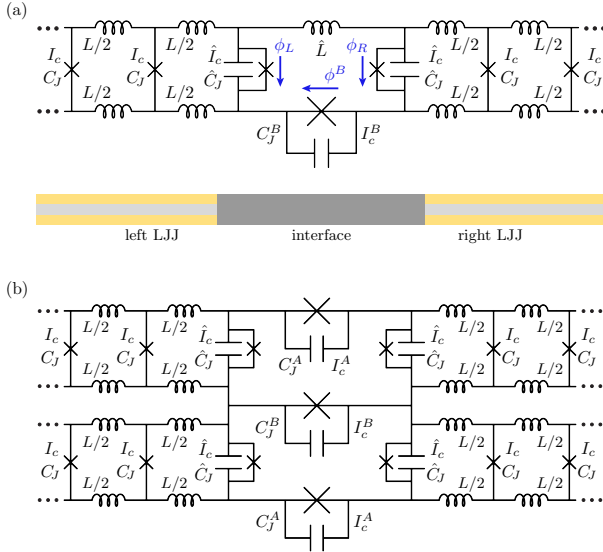 (a)
L/2 L/2 L̂ L/2 L/2
I_c C_J I_c C_J Î_c Ĉ_J ϕ_L ϕ^B ϕ_R Î_c Ĉ_J I_c C_J I_c C_J
L/2 L/2 L/2 L/2
C_J^B I_c^B
left LJJ interface right LJJ
(b)
L/2 L/2 L/2 L/2
I_c C_J I_c C_J Î_c Ĉ_J C_J^A I_c^A Î_c Ĉ_J I_c C_J I_c C_J
L/2 L/2 L/2 L/2
C_J^B I_c^B
L/2 L/2 L/2 L/2
I_c C_J I_c C_J Î_c Ĉ_J Î_c Ĉ_J I_c C_J I_c C_J
L/2 L/2 L/2 L/2
C_J^A I_c^A